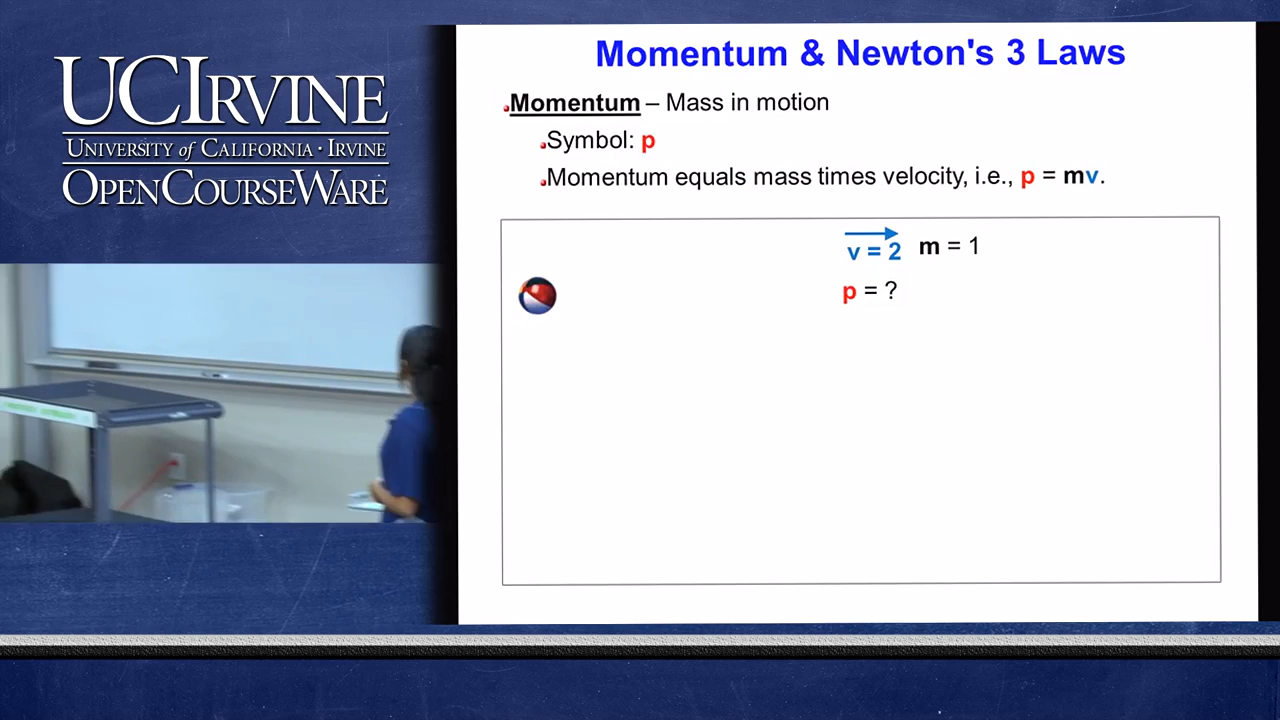 UCIRVINE
UNIVERSITY of CALIFORNIA · IRVINE
OPENCOURSEWARE
Momentum & Newton's 3 Laws
Momentum – Mass in motion
Symbol: p
Momentum equals mass times velocity, i.e., p = mv.
v = 2 m = 1
p = ?